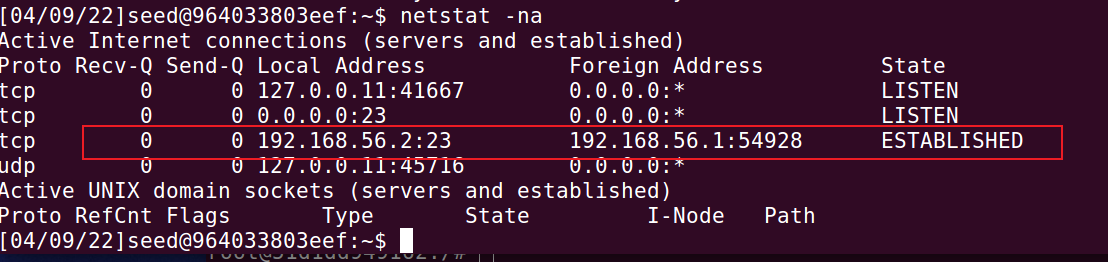 [04/09/22]seed@964033803eef:~$ netstat -na
Active Internet connections (servers and established)
Proto Recv-Q Send-Q Local Address Foreign Address State
tcp 0 0 127.0.0.11:41667 0.0.0.0:* LISTEN
tcp 0 0 0.0.0.0:23 0.0.0.0:* LISTEN
tcp 0 0 192.168.56.2:23 192.168.56.1:54928 ESTABLISHED
udp 0 0 127.0.0.11:45716 0.0.0.0:*
Active UNIX domain sockets (servers and established)
Proto RefCnt Flags Type State I-Node Path
[04/09/22]seed@964033803eef:~$